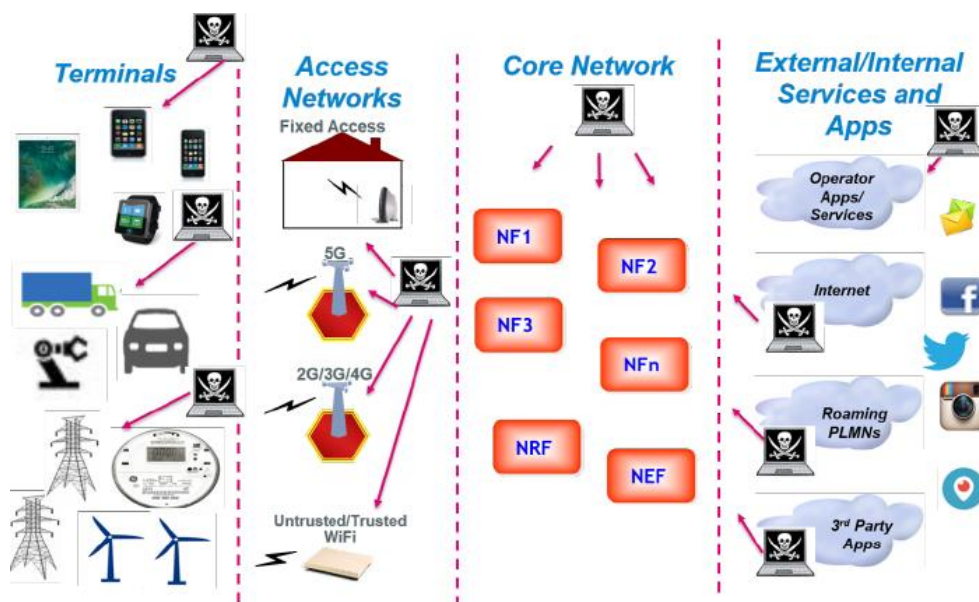 Terminals
Access
Networks
Fixed Access
5G
2G/3G/4G
Untrusted/Trusted
WiFi
Core Network
NF1
NF2
NF3
NFn
NRF
NEF
External/Internal
Services and
Apps
Operator
Apps/
Services
Internet
f
Roaming
PLMNs
3rd Party
Apps